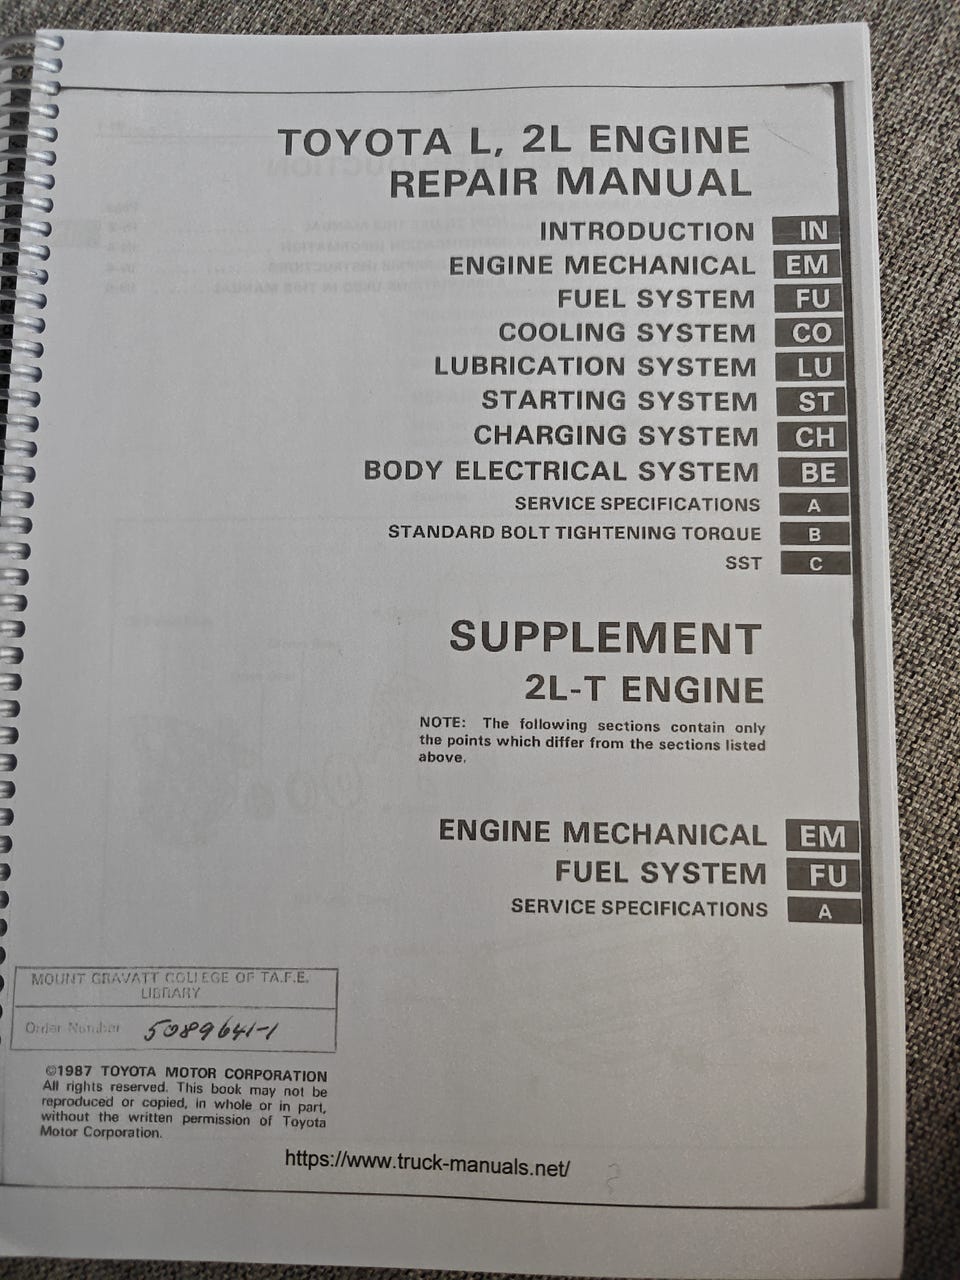 TOYOTA L, 2L ENGINE
REPAIR MANUAL
INTRODUCTION IN
ENGINE MECHANICAL EM
FUEL SYSTEM FU
COOLING SYSTEM CO
LUBRICATION SYSTEM LU
STARTING SYSTEM ST
CHARGING SYSTEM CH
BODY ELECTRICAL SYSTEM BE
SERVICE SPECIFICATIONS A
STANDARD BOLT TIGHTENING TORQUE B
SST C
SUPPLEMENT
2L-T ENGINE
NOTE: The following sections contain only
the points which differ from the sections listed
above.
ENGINE MECHANICAL EM
FUEL SYSTEM FU
SERVICE SPECIFICATIONS A
MOUNT GRAVATT COLLEGE OF T.A.F.E.
LIBRARY
Order Number 5089641-1
©1987 TOYOTA MOTOR CORPORATION
All rights reserved. This book may not be
reproduced or copied, in whole or in part,
without the written permission of Toyota
Motor Corporation.
https://www.truck-manuals.net/